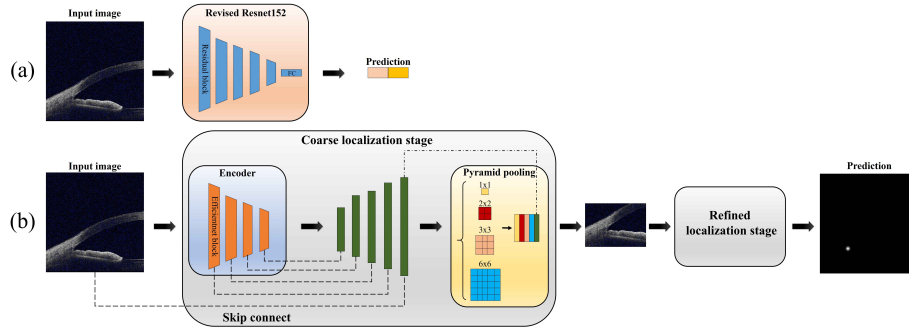 Input image
Revised Resnet152
(a)
Residual block
FC
Prediction
Coarse localization stage
Input image
Encoder
Pyramid pooling
Prediction
1x1
2x2
(b)
Efficientnet block
3x3
Refined
localization stage
6x6
Skip connect